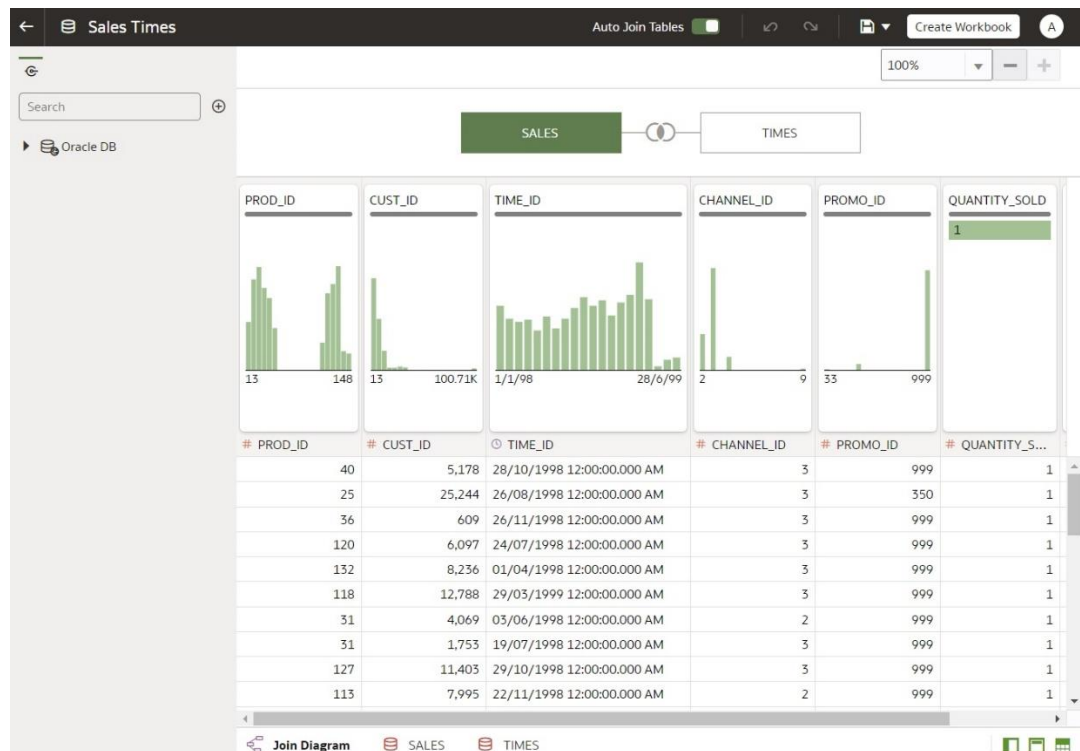 Sales Times
Auto Join Tables
Create Workbook
A
100%
Search
Oracle DB
SALES
TIMES
PROD_ID CUST_ID TIME_ID CHANNEL_ID PROMO_ID QUANTITY_SOLD
1
13 148 13 100.71K 1/1/98 28/6/99 2 9 33 999
# PROD_ID # CUST_ID TIME_ID # CHANNEL_ID # PROMO_ID # QUANTITY_S...
40 5,178 28/10/1998 12:00:00.000 AM 3 999 1
25 25,244 26/08/1998 12:00:00.000 AM 3 350 1
36 609 26/11/1998 12:00:00.000 AM 3 999 1
120 6,097 24/07/1998 12:00:00.000 AM 3 999 1
132 8,236 01/04/1998 12:00:00.000 AM 3 999 1
118 12,788 29/03/1999 12:00:00.000 AM 3 999 1
31 4,069 03/06/1998 12:00:00.000 AM 2 999 1
31 1,753 19/07/1998 12:00:00.000 AM 3 999 1
127 11,403 29/10/1998 12:00:00.000 AM 3 999 1
113 7,995 22/11/1998 12:00:00.000 AM 2 999 1
Join Diagram SALES TIMES